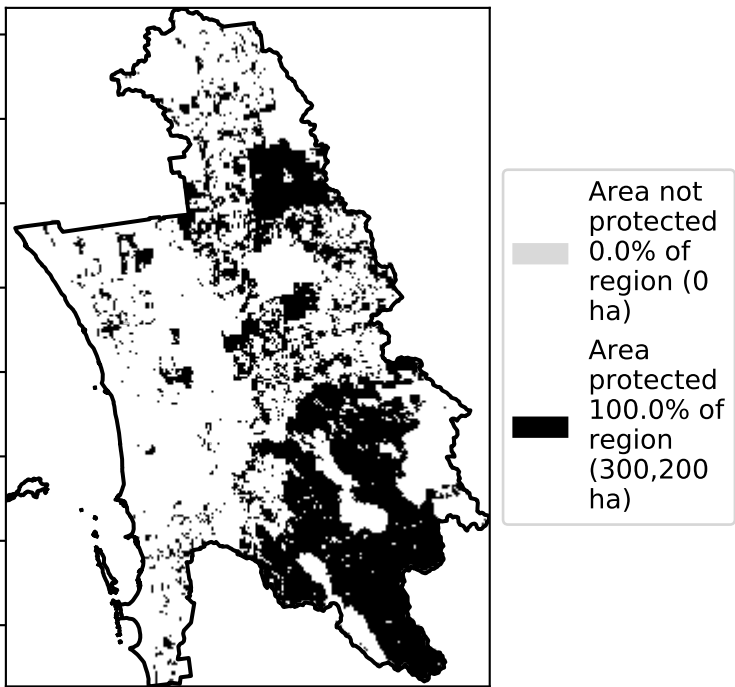 Area not
protected
0.0% of
region (0
ha)
Area
protected
100.0% of
region
(300,200
ha)